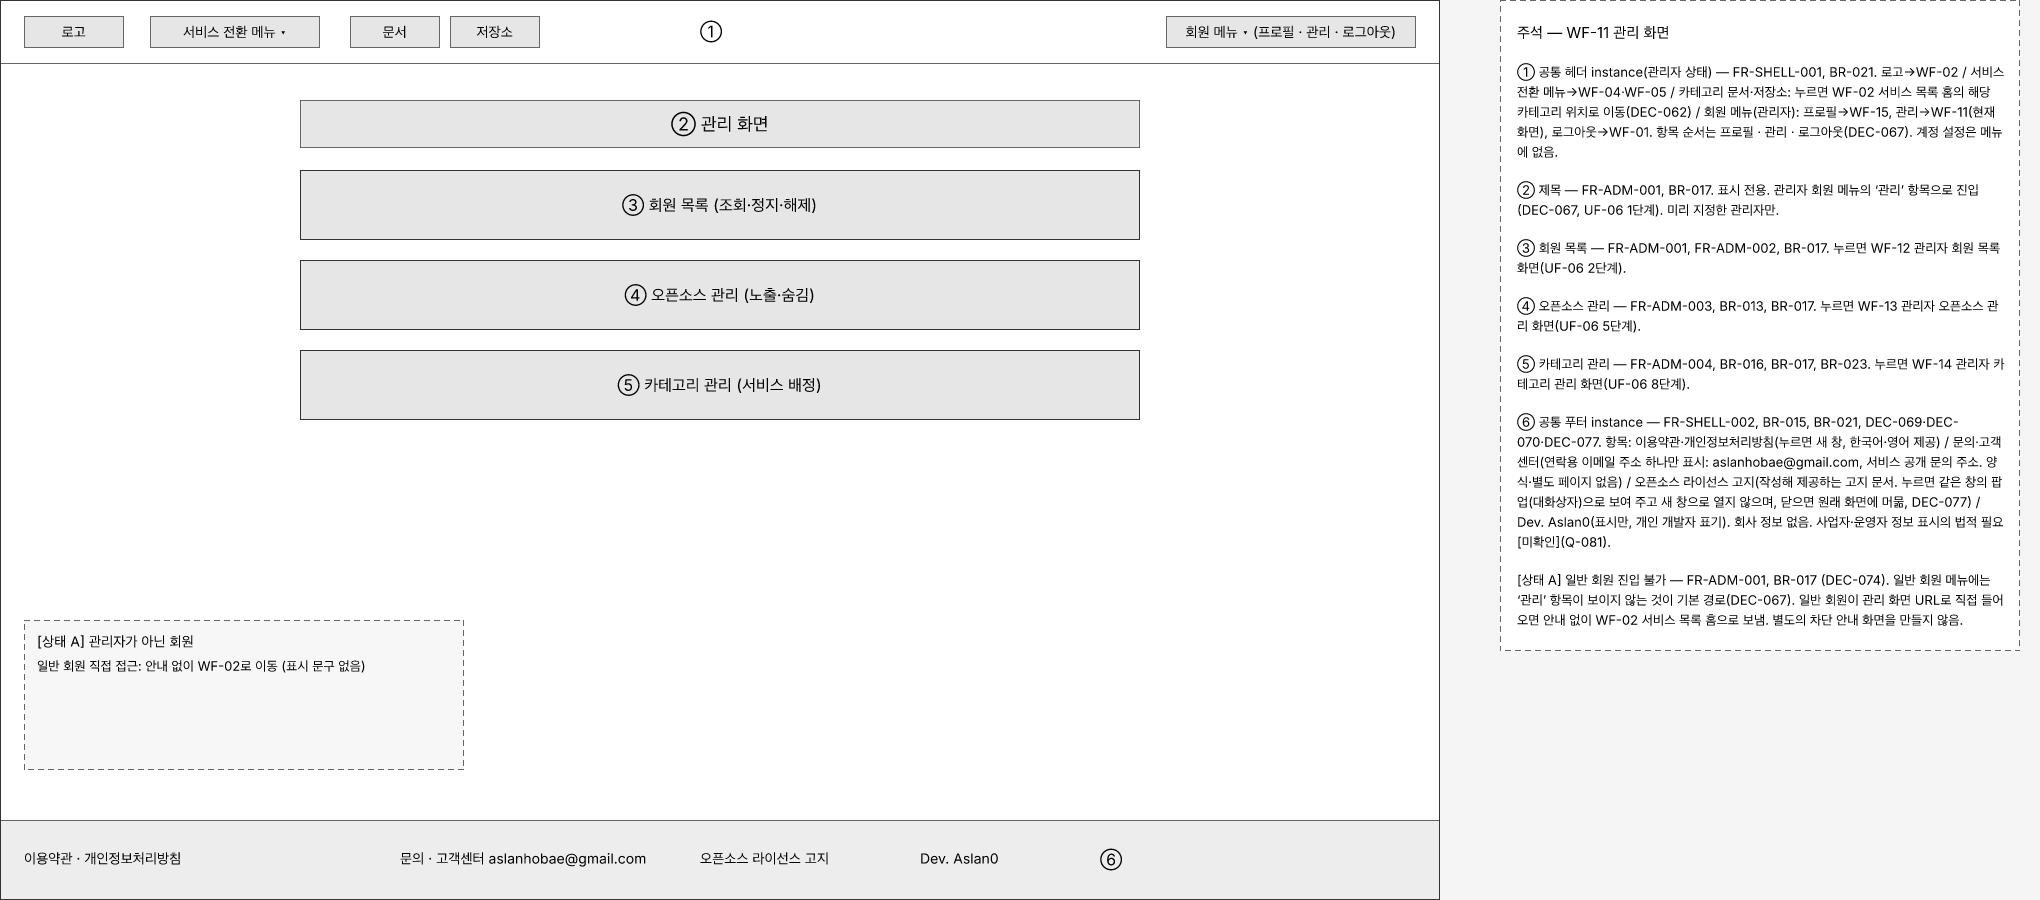 로고
서비스 전환 메뉴 ▾
문서
저장소
①
회원 메뉴 ▾ (프로필 · 관리 · 로그아웃)
② 관리 화면
③ 회원 목록 (조회·정지·해제)
④ 오픈소스 관리 (노출·숨김)
⑤ 카테고리 관리 (서비스 배정)
[상태 A] 관리자가 아닌 회원
일반 회원 직접 접근: 안내 없이 WF-02로 이동 (표시 문구 없음)
이용약관 · 개인정보처리방침
문의 · 고객센터 aslanhobae@gmail.com
오픈소스 라이선스 고지
Dev. Aslan0
⑥
주석 — WF-11 관리 화면
① 공통 헤더 instance(관리자 상태) — FR-SHELL-001, BR-021. 로고→WF-02 / 서비스
전환 메뉴→WF-04·WF-05 / 카테고리 문서·저장소: 누르면 WF-02 서비스 목록 홈의 해당
카테고리 위치로 이동(DEC-062) / 회원 메뉴(관리자): 프로필→WF-15, 관리→WF-11(현재
화면), 로그아웃→WF-01. 항목 순서는 프로필 · 관리 · 로그아웃(DEC-067). 계정 설정은 메뉴
에 없음.
② 제목 — FR-ADM-001, BR-017. 표시 전용. 관리자 회원 메뉴의 ‘관리’ 항목으로 진입
(DEC-067, UF-06 1단계). 미리 지정한 관리자만.
③ 회원 목록 — FR-ADM-001, FR-ADM-002, BR-017. 누르면 WF-12 관리자 회원 목록
화면(UF-06 2단계).
④ 오픈소스 관리 — FR-ADM-003, BR-013, BR-017. 누르면 WF-13 관리자 오픈소스 관
리 화면(UF-06 5단계).
⑤ 카테고리 관리 — FR-ADM-004, BR-016, BR-017, BR-023. 누르면 WF-14 관리자 카
테고리 관리 화면(UF-06 8단계).
⑥ 공통 푸터 instance — FR-SHELL-002, BR-015, BR-021, DEC-069·DEC-
070·DEC-077. 항목: 이용약관·개인정보처리방침(누르면 새 창, 한국어·영어 제공) / 문의·고객
센터(연락용 이메일 주소 하나만 표시: aslanhobae@gmail.com, 서비스 공개 문의 주소. 양
식·별도 페이지 없음) / 오픈소스 라이선스 고지(작성해 제공하는 고지 문서. 누르면 같은 창의 팝
업(대화상자)으로 보여 주고 새 창으로 열지 않으며, 닫으면 원래 화면에 머묾, DEC-077) /
Dev. Aslan0(표시만, 개인 개발자 표기). 회사 정보 없음. 사업자·운영자 정보 표시의 법적 필요
[미확인](Q-081).
[상태 A] 일반 회원 진입 불가 — FR-ADM-001, BR-017 (DEC-074). 일반 회원 메뉴에는
‘관리’ 항목이 보이지 않는 것이 기본 경로(DEC-067). 일반 회원이 관리 화면 URL로 직접 들어
오면 안내 없이 WF-02 서비스 목록 홈으로 보냄. 별도의 차단 안내 화면을 만들지 않음.